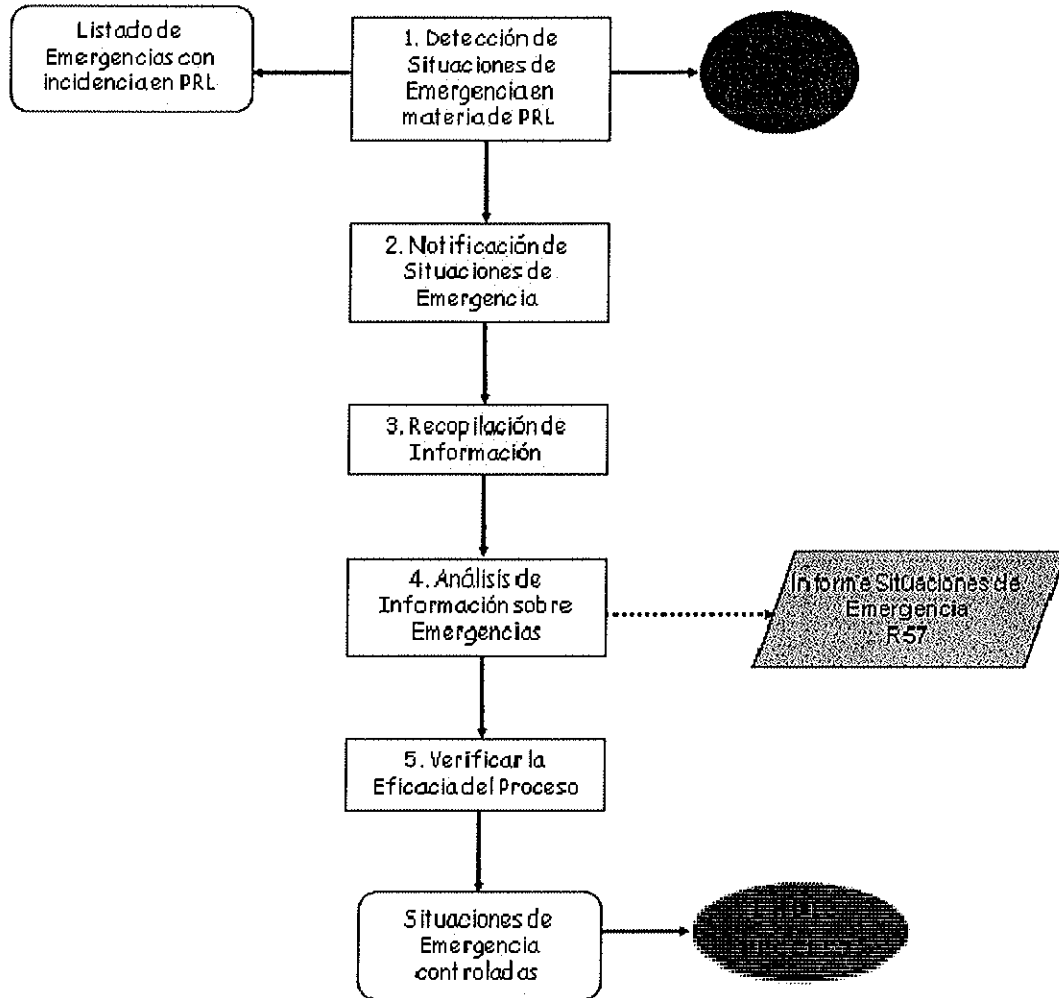 Listado de
Emergencias con
incidencia en PRL
1. Detección de
Situaciones de
Emergencia en
materia de PRL
2. Notificación de
Situaciones de
Emergencia
3. Recopilación de
Información
4. Análisis de
Información sobre
Emergencias
Informe Situaciones de
Emergencia
R-57
5. Verificar la
Eficacia del Proceso
Situaciones de
Emergencia
controladas